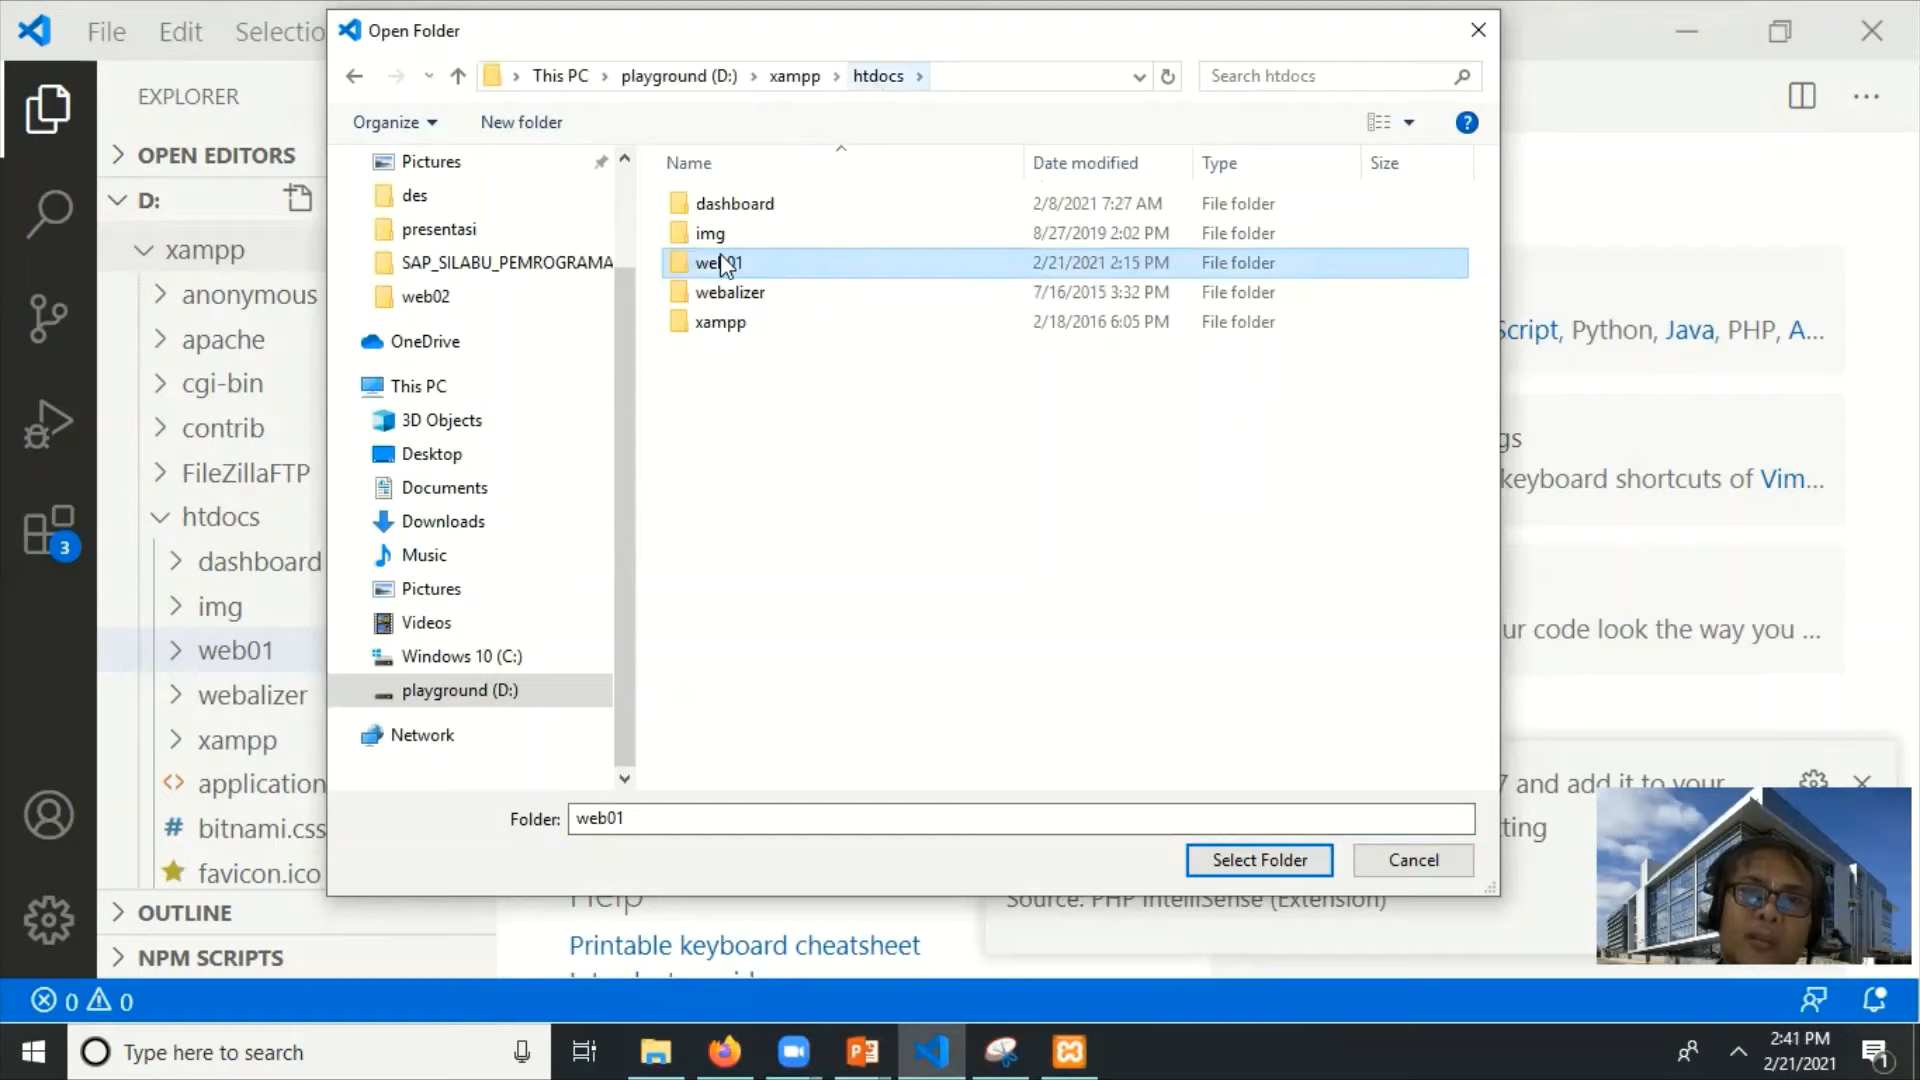 File Edit Selectio
Open Folder
This PC > playground (D:) > xampp > htdocs >
Search htdocs
Organize
New folder
?
EXPLORER
OPEN EDITORS
D:
xampp
anonymous
apache
cgi-bin
contrib
FileZillaFTP
htdocs
dashboard
img
web01
webalizer
xampp
<> application
# bitnami.css
favicon.ico
OUTLINE
NPM SCRIPTS
3
Pictures
des
presentasi
SAP_SILABU_PEMROGRAMA
web02
OneDrive
This PC
3D Objects
Desktop
Documents
Downloads
Music
Pictures
Videos
Windows 10 (C:)
playground (D:)
Network
Name Date modified Type Size
dashboard 2/8/2021 7:27 AM File folder
img 8/27/2019 2:02 PM File folder
web01 2/21/2021 2:15 PM File folder
webalizer 7/16/2015 3:32 PM File folder
xampp 2/18/2016 6:05 PM File folder
Folder: web01
Select Folder
Cancel
Script, Python, Java, PHP, A...
gs
keyboard shortcuts of Vim...
ur code look the way you ...
7 and add it to your
ting
Source: PHP IntelliSense (Extension)
Help
Printable keyboard cheatsheet
0 0
Type here to search
2:41 PM
2/21/2021
1